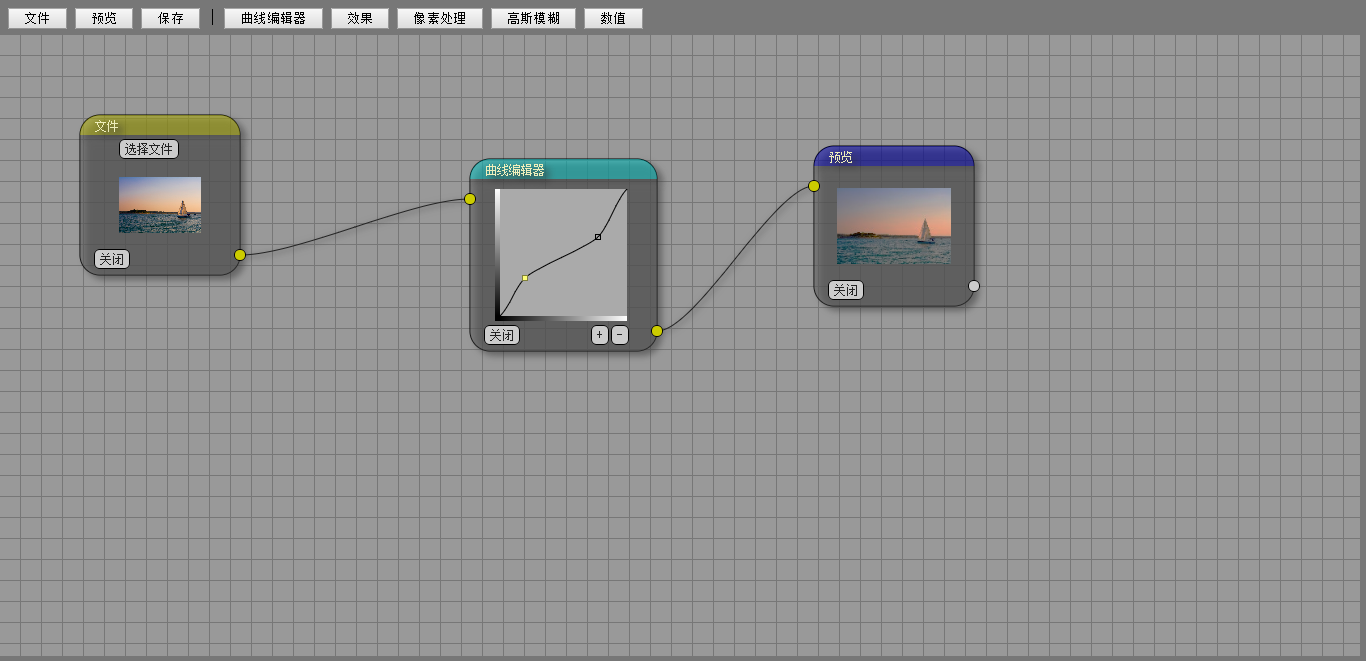 文件 预览 保存 | 曲线编辑器 效果 像素处理 高斯模糊 数值
文件
选择文件
关闭
曲线编辑器
关闭 + -
预览
关闭